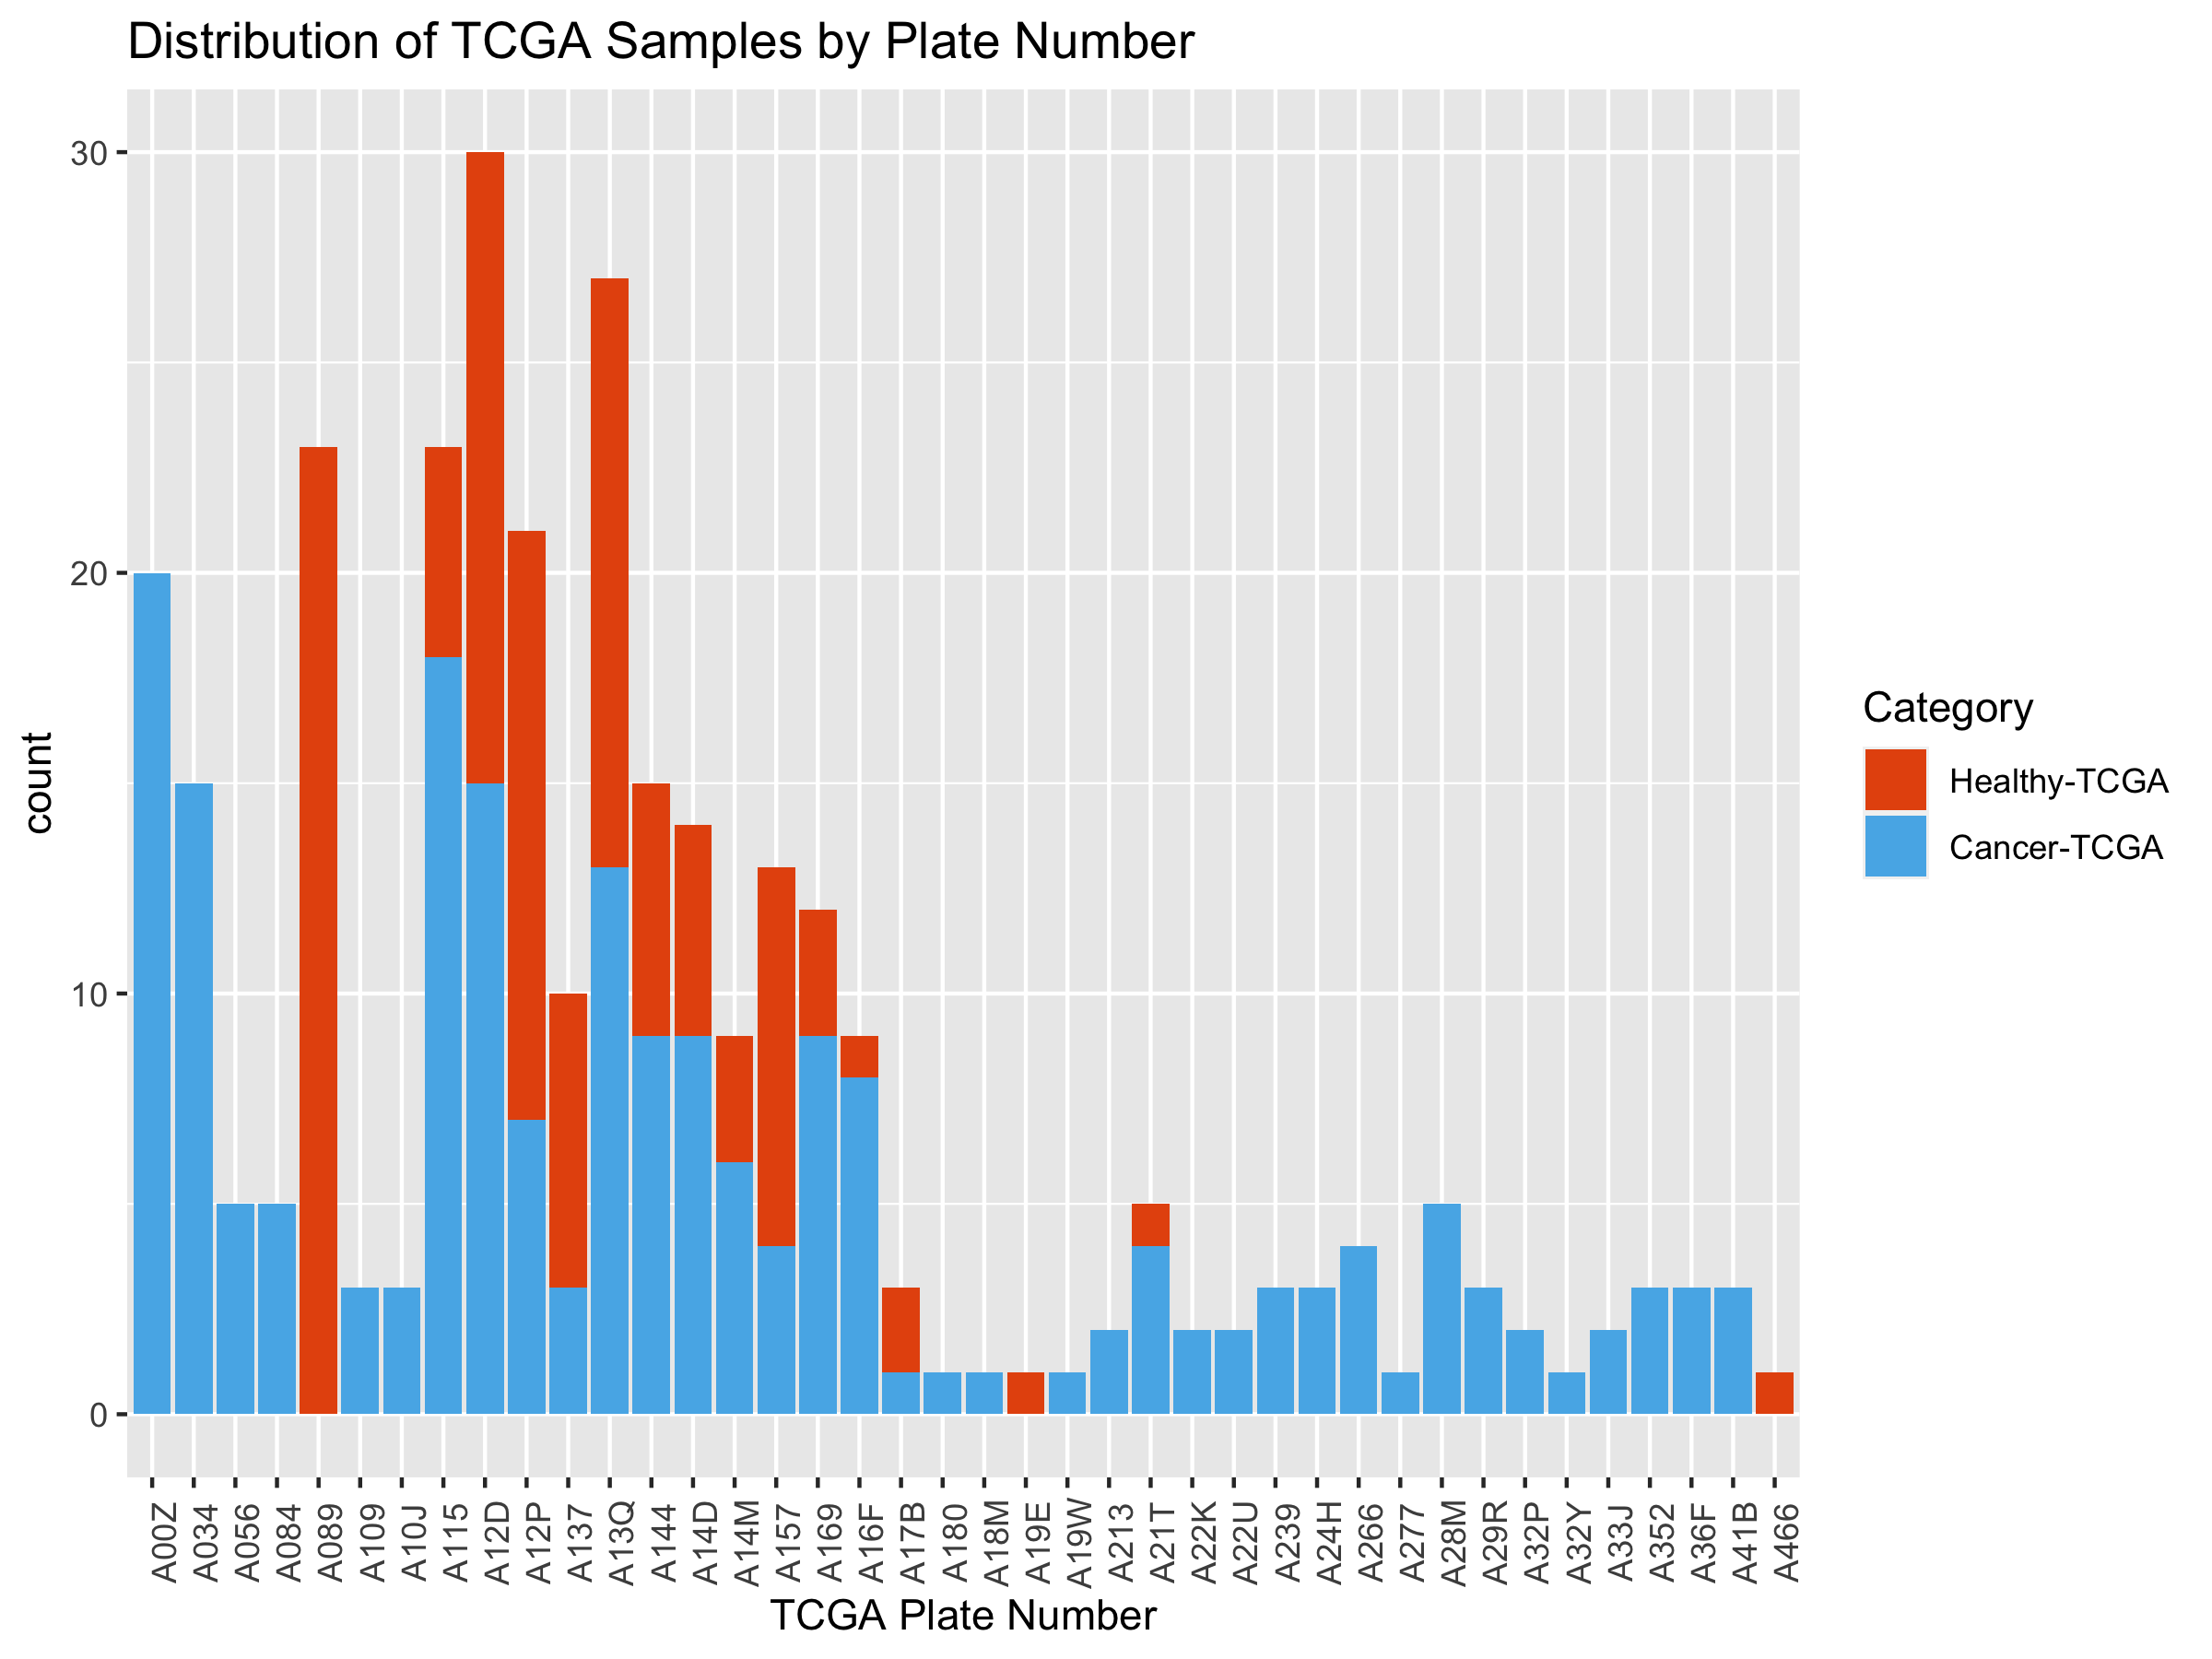 Distribution of TCGA Samples by Plate Number
30
20
10
0
count
A00Z A034 A056 A084 A089 A109 A10J A115 A12D A12P A137 A13Q A144 A14D A14M A157 A169 A16F A17B A180 A18M A19E A19W A213 A21T A22K A22U A239 A24H A266 A277 A28M A29R A32P A32Y A33J A352 A36F A41B A466
TCGA Plate Number
Category
Healthy-TCGA
Cancer-TCGA